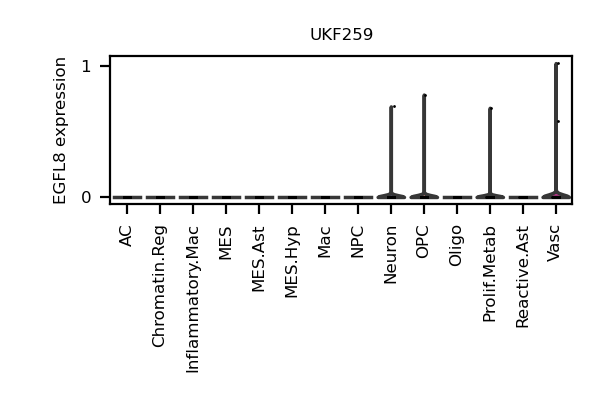 UKF259
EGFL8 expression
1
0
AC
Chromatin.Reg
Inflammatory.Mac
MES
MES.Ast
MES.Hyp
Mac
NPC
Neuron
OPC
Oligo
Prolif.Metab
Reactive.Ast
Vasc